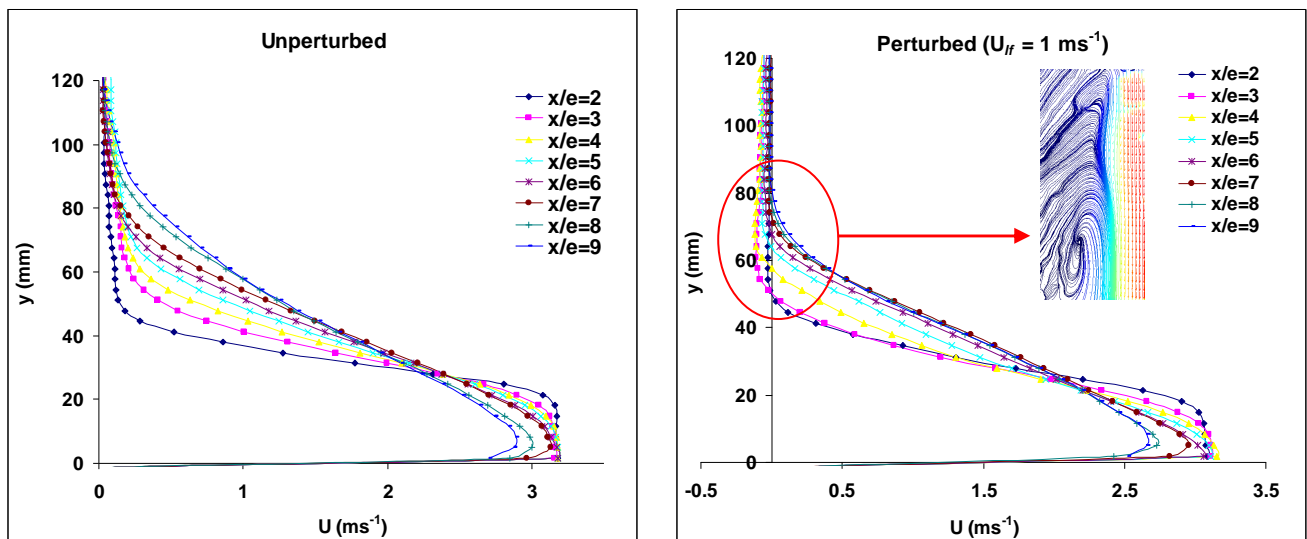 Unperturbed
120
100
80
60
40
20
0
y (mm)
0
1
2
3
U (ms⁻¹)
x/e=2
x/e=3
x/e=4
x/e=5
x/e=6
x/e=7
x/e=8
x/e=9
Perturbed (Ulf = 1 ms⁻¹)
120
100
80
60
40
20
0
y (mm)
-0.5
0.5
1.5
2.5
3.5
U (ms⁻¹)
x/e=2
x/e=3
x/e=4
x/e=5
x/e=6
x/e=7
x/e=8
x/e=9